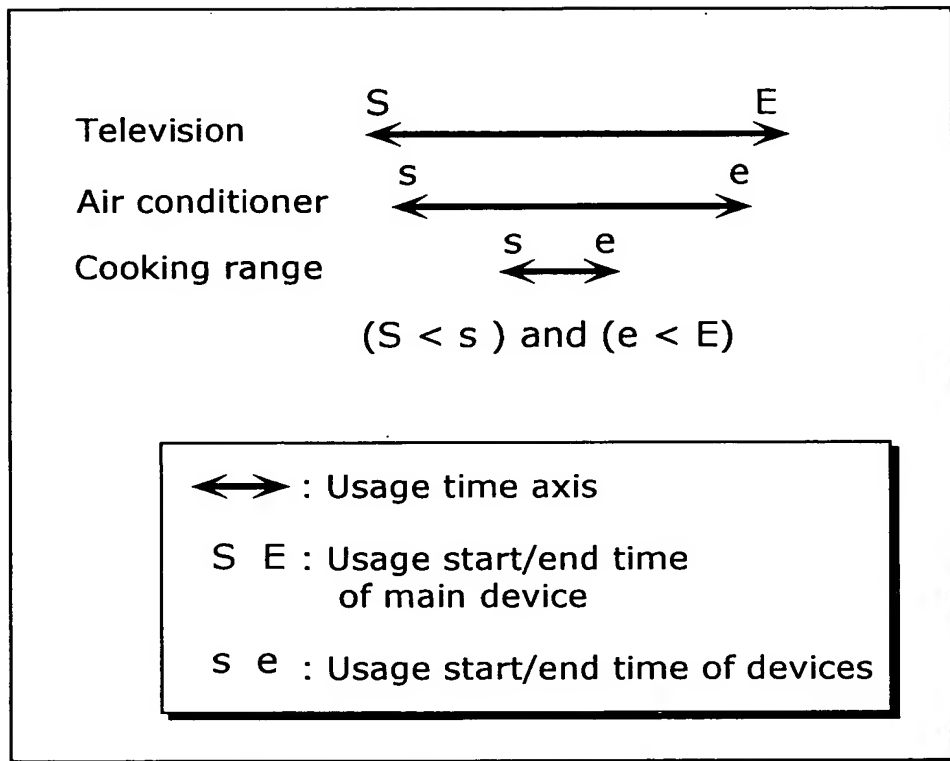 S E
Television
s e
Air conditioner
s e
Cooking range
(S < s ) and (e < E)
: Usage time axis
S E : Usage start/end time
of main device
s e : Usage start/end time of devices